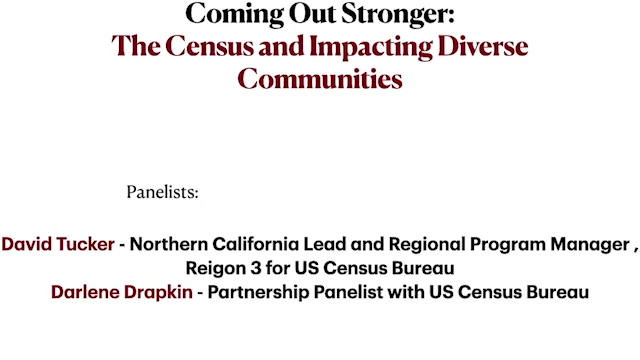 Coming Out Stronger:
The Census and Impacting Diverse
Communities
Panelists:
David Tucker - Northern California Lead and Regional Program Manager ,
Reigon 3 for US Census Bureau
Darlene Drapkin - Partnership Panelist with US Census Bureau